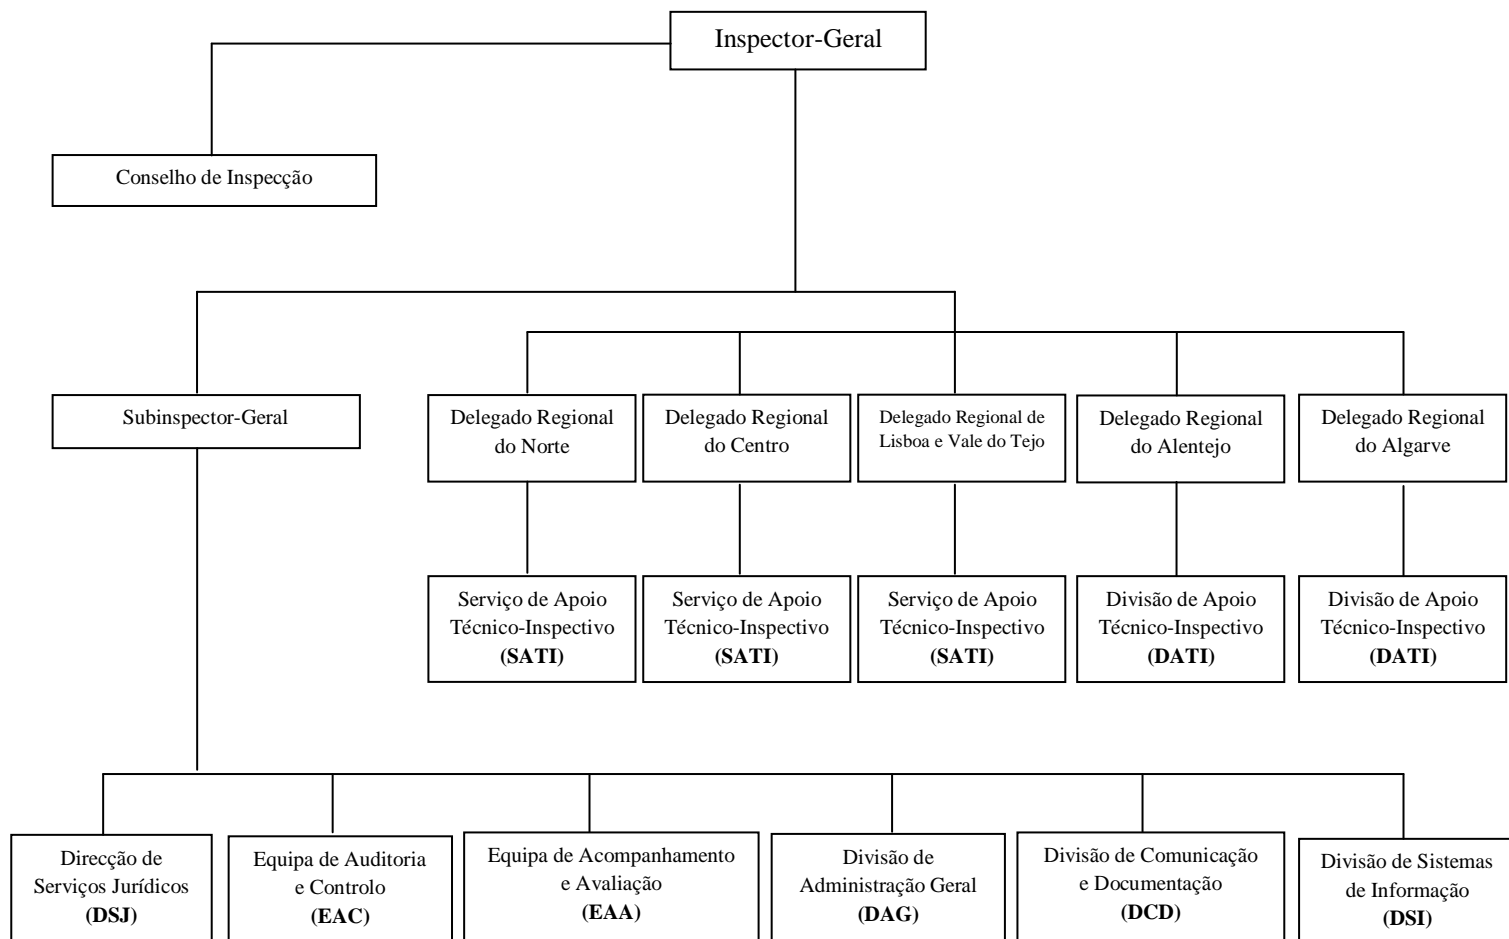 Inspector-Geral
Conselho de Inspecção
Subinspector-Geral
Delegado Regional
do Norte
Delegado Regional
do Centro
Delegado Regional de
Lisboa e Vale do Tejo
Delegado Regional
do Alentejo
Delegado Regional
do Algarve
Serviço de Apoio
Técnico-Inspectivo
(SATI)
Serviço de Apoio
Técnico-Inspectivo
(SATI)
Serviço de Apoio
Técnico-Inspectivo
(SATI)
Divisão de Apoio
Técnico-Inspectivo
(DATI)
Divisão de Apoio
Técnico-Inspectivo
(DATI)
Direcção de
Serviços Jurídicos
(DSJ)
Equipa de Auditoria
e Controlo
(EAC)
Equipa de Acompanhamento
e Avaliação
(EAA)
Divisão de
Administração Geral
(DAG)
Divisão de Comunicação
e Documentação
(DCD)
Divisão de Sistemas
de Informação
(DSI)